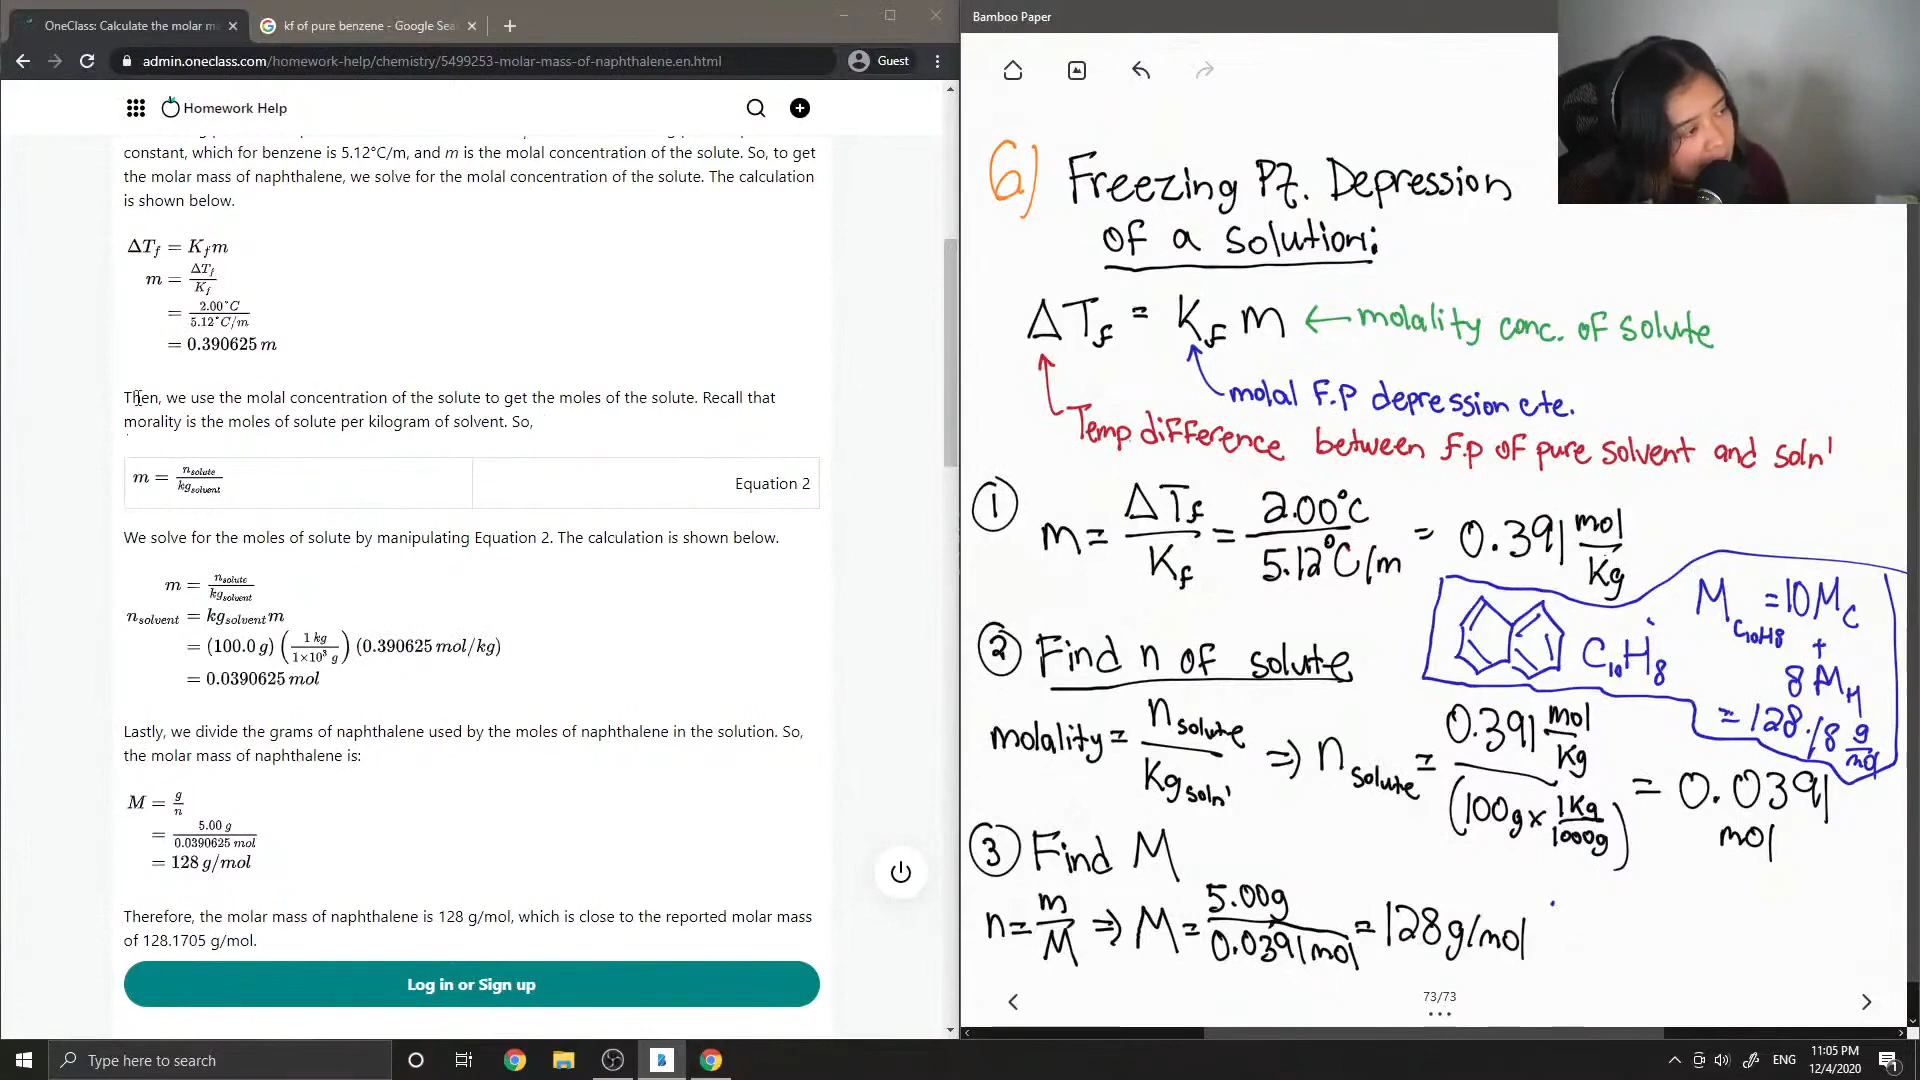 OneClass: Calculate the molar m
kf of pure benzene - Google Sea
admin.oneclass.com/homework-help/chemistry/5499253-molar-mass-of-naphthalene.en.html
Guest
Homework Help
constant, which for benzene is 5.12°C/m, and m is the molal concentration of the solute. So, to get
the molar mass of naphthalene, we solve for the molal concentration of the solute. The calculation
is shown below.
ΔT_f = K_f m
m = ΔT_f / K_f
= 2.00°C / 5.12°C/m
= 0.390625 m
Then, we use the molal concentration of the solute to get the moles of the solute. Recall that
morality is the moles of solute per kilogram of solvent. So,
m = n_solute / kg_solvent Equation 2
We solve for the moles of solute by manipulating Equation 2. The calculation is shown below.
m = n_solute / kg_solvent
n_solvent = kg_solvent m
= (100.0 g) (1 kg / 1×10³ g) (0.390625 mol/kg)
= 0.0390625 mol
Lastly, we divide the grams of naphthalene used by the moles of naphthalene in the solution. So,
the molar mass of naphthalene is:
M = g / n
= 5.00 g / 0.0390625 mol
= 128 g/mol
Therefore, the molar mass of naphthalene is 128 g/mol, which is close to the reported molar mass
of 128.1705 g/mol.
Log in or Sign up
Bamboo Paper
6) Freezing Pt. Depression
of a solution:
ΔT_f = K_f m ← molality conc. of solute
molal F.P depression cte.
Temp difference between f.p of pure solvent and soln'
① m = ΔT_f / K_f = 2.00°C / 5.12°C/m = 0.391 mol/Kg
C₁₀H₈
M_C₁₀H₈ = 10 M_C
+
8 M_H
= 128.18 g/mol
② Find n of solute
molality = n_solute / Kg_soln' ⇒ n_solute = 0.391 mol/Kg / (100g × 1Kg/1000g) = 0.0391
mol
③ Find M
n = m / M ⇒ M = 5.00g / 0.0391 mol = 128 g/mol
73/73
Type here to search
ENG
11:05 PM
12/4/2020
1